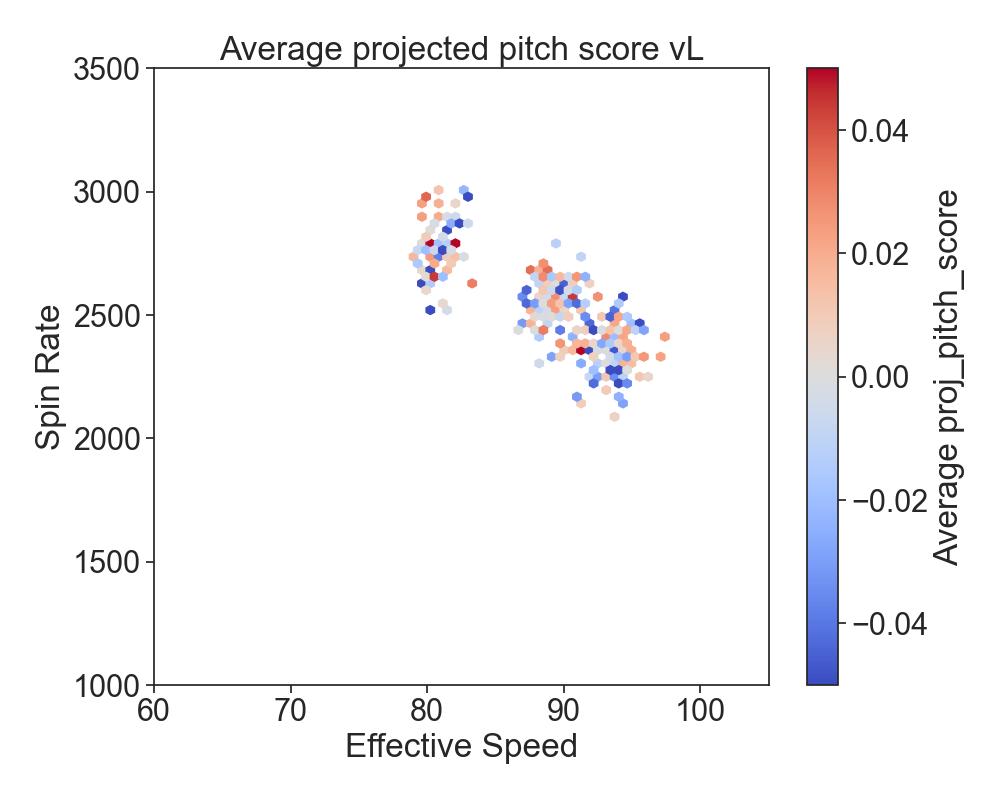 Average projected pitch score vL
3500
3000
2500
2000
1500
1000
Spin Rate
60 70 80 90 100
Effective Speed
0.04
0.02
0.00
−0.02
−0.04
Average proj_pitch_score